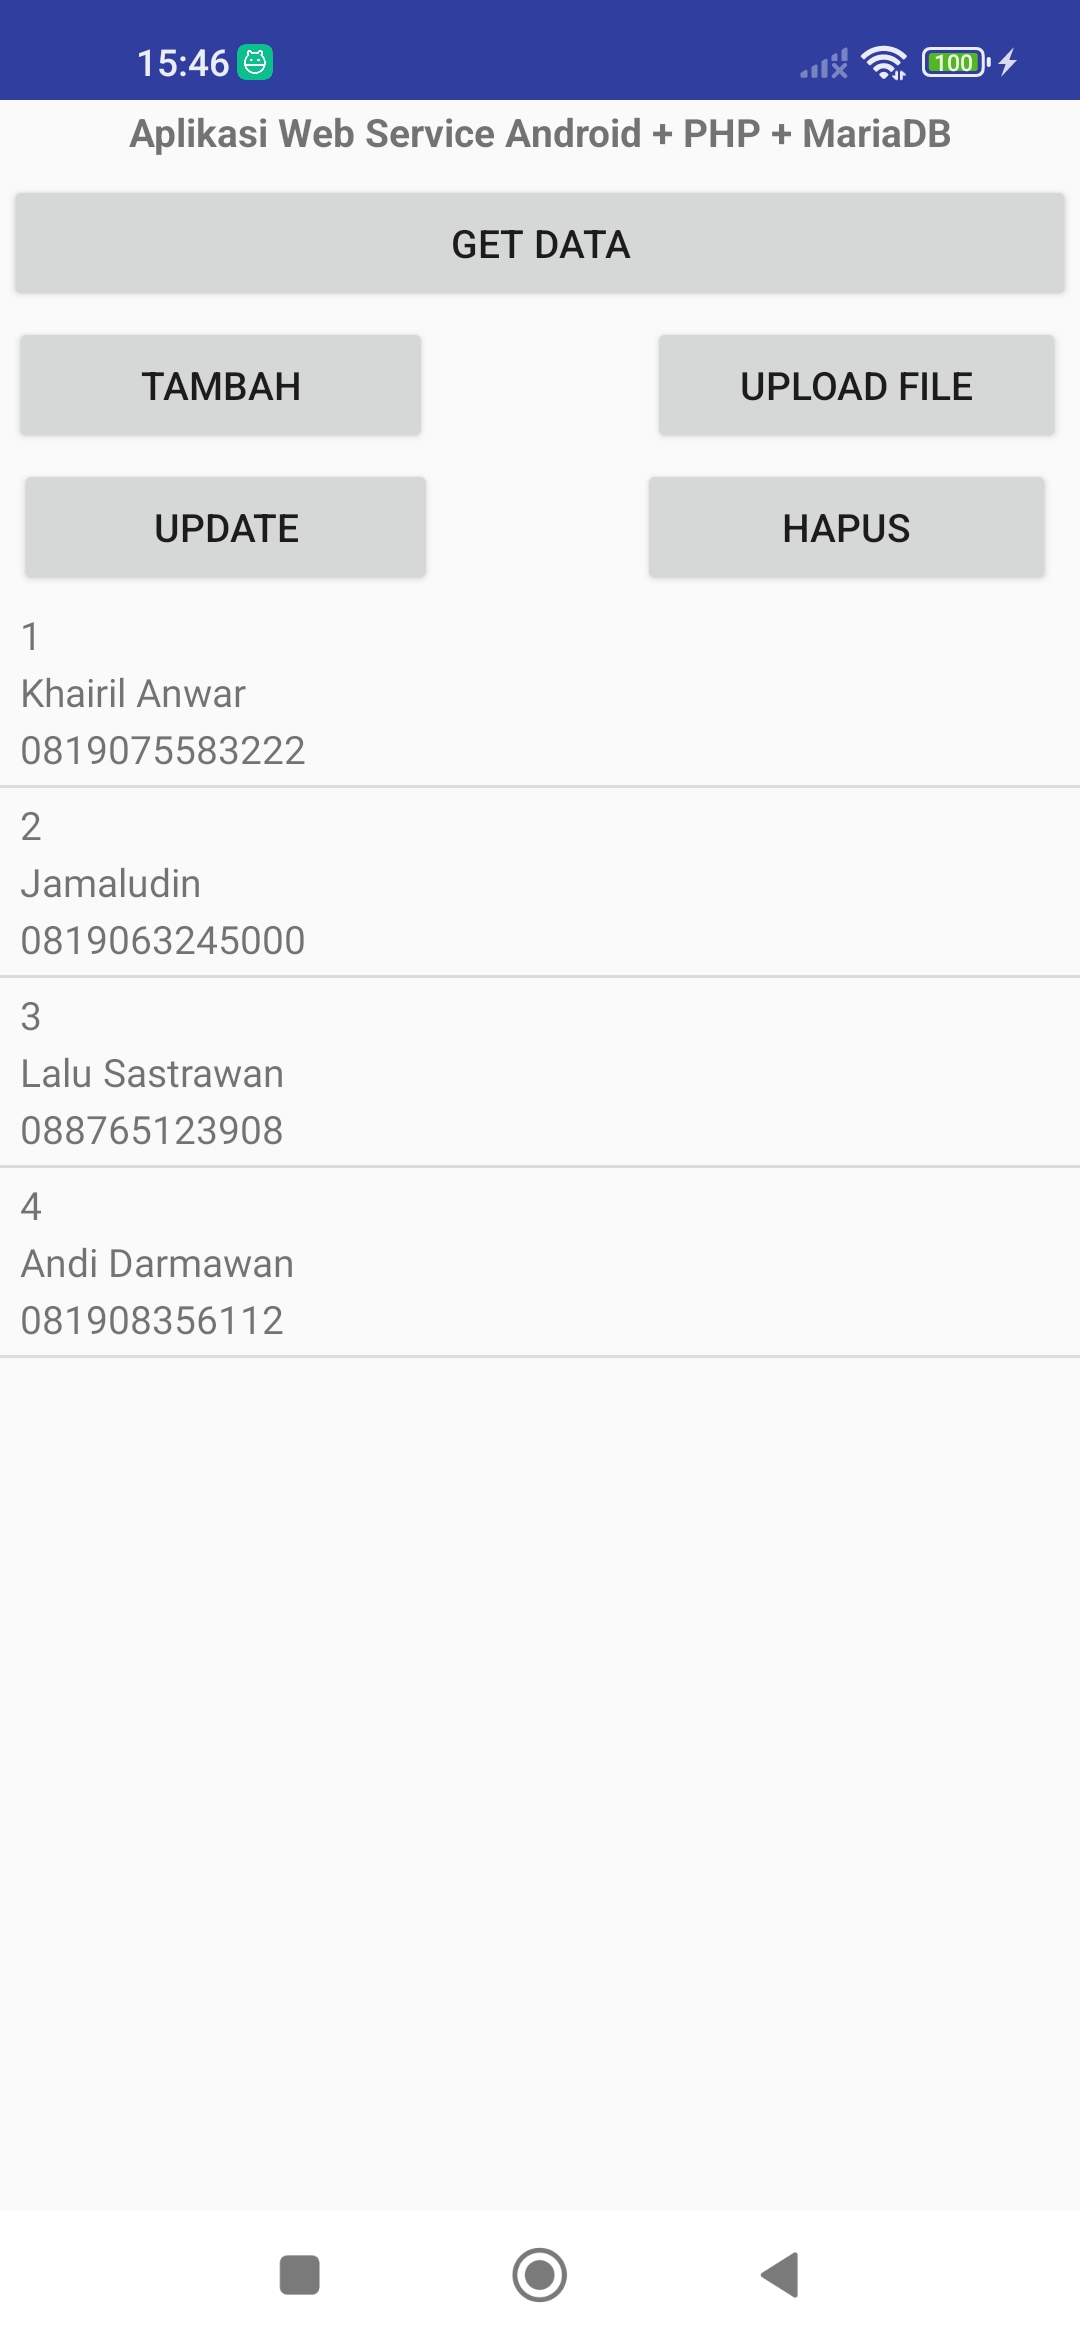 15:46
100
Aplikasi Web Service Android + PHP + MariaDB
GET DATA
TAMBAH UPLOAD FILE
UPDATE HAPUS
1
Khairil Anwar
0819075583222
2
Jamaludin
0819063245000
3
Lalu Sastrawan
088765123908
4
Andi Darmawan
081908356112